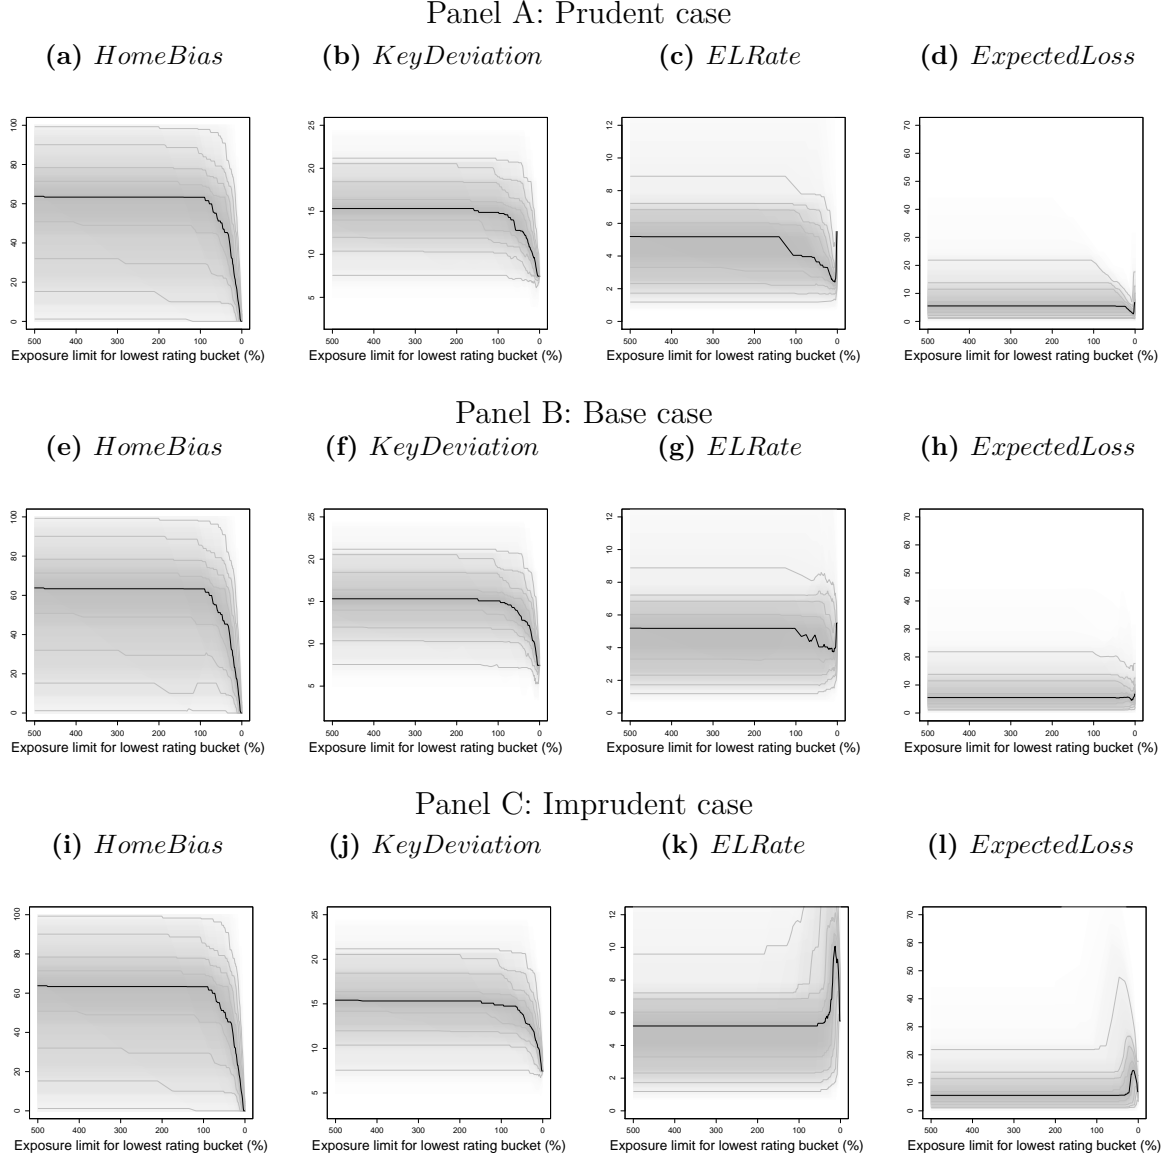 Panel A: Prudent case
(a) HomeBias (b) KeyDeviation (c) ELRate (d) ExpectedLoss
100 25 12 70
80 20 10 60
60 15 8 50
40 10 6 40
20 5 4 30
0 2 20
0 10
0
500 400 300 200 100 0 500 400 300 200 100 0 500 400 300 200 100 0 500 400 300 200 100 0
Exposure limit for lowest rating bucket (%) Exposure limit for lowest rating bucket (%) Exposure limit for lowest rating bucket (%) Exposure limit for lowest rating bucket (%)
Panel B: Base case
(e) HomeBias (f) KeyDeviation (g) ELRate (h) ExpectedLoss
100 25 12 70
80 20 10 60
60 15 8 50
40 10 6 40
20 5 4 30
0 2 20
0 10
0
500 400 300 200 100 0 500 400 300 200 100 0 500 400 300 200 100 0 500 400 300 200 100 0
Exposure limit for lowest rating bucket (%) Exposure limit for lowest rating bucket (%) Exposure limit for lowest rating bucket (%) Exposure limit for lowest rating bucket (%)
Panel C: Imprudent case
(i) HomeBias (j) KeyDeviation (k) ELRate (l) ExpectedLoss
100 25 12 70
80 20 10 60
60 15 8 50
40 10 6 40
20 5 4 30
0 2 20
0 10
0
500 400 300 200 100 0 500 400 300 200 100 0 500 400 300 200 100 0 500 400 300 200 100 0
Exposure limit for lowest rating bucket (%) Exposure limit for lowest rating bucket (%) Exposure limit for lowest rating bucket (%) Exposure limit for lowest rating bucket (%)